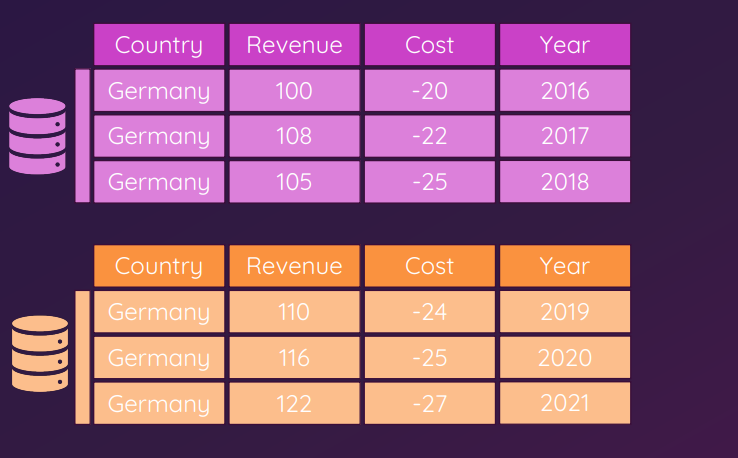 Country Revenue Cost Year
Germany 100 -20 2016
Germany 108 -22 2017
Germany 105 -25 2018
Country Revenue Cost Year
Germany 110 -24 2019
Germany 116 -25 2020
Germany 122 -27 2021